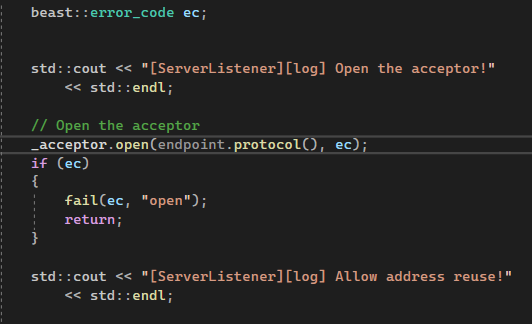 beast::error_code ec;
std::cout << "[ServerListener][log] Open the acceptor!"
<< std::endl;
// Open the acceptor
_acceptor.open(endpoint.protocol(), ec);
if (ec)
{
fail(ec, "open");
return;
}
std::cout << "[ServerListener][log] Allow address reuse!"
<< std::endl;